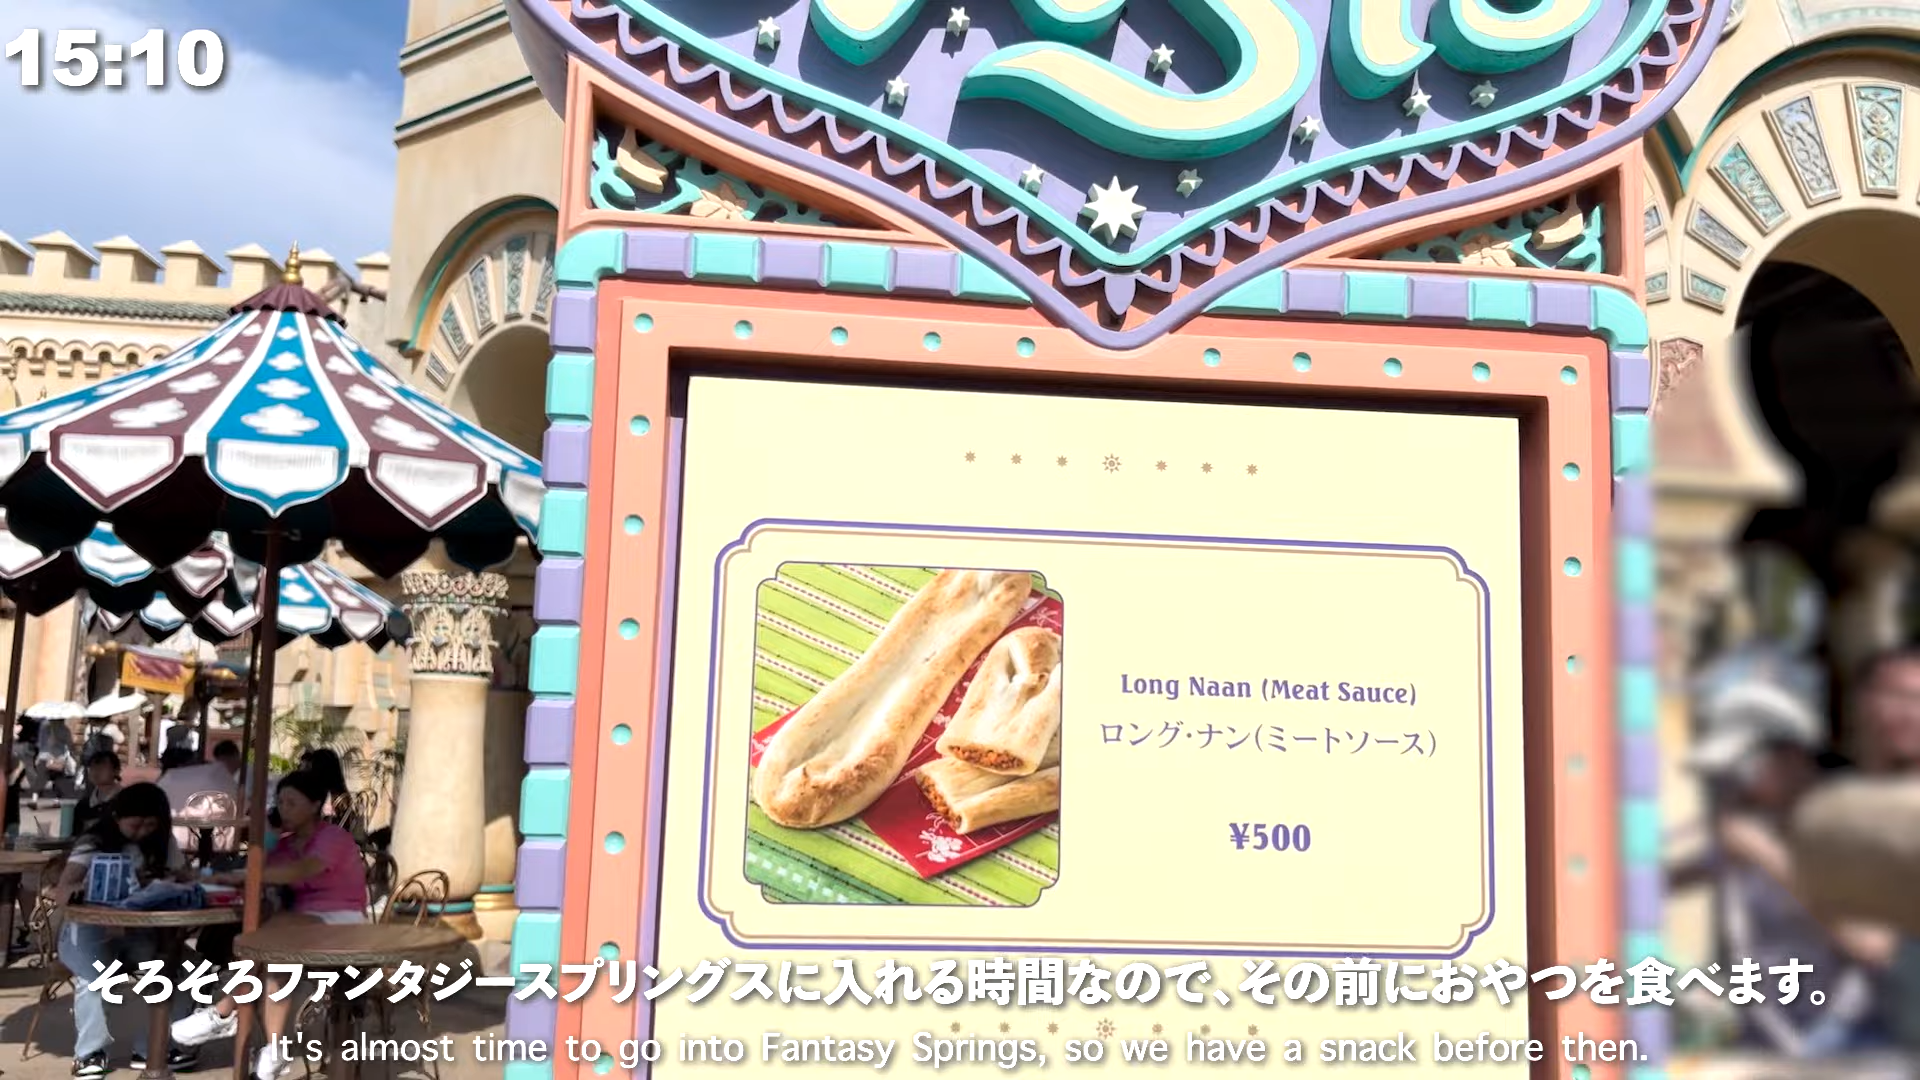 15:10
Long Naan (Meat Sauce)
ロング・ナン(ミートソース)
¥500
そろそろファンタジースプリングスに入れる時間なので、その前におやつを食べます。
It's almost time to go into Fantasy Springs, so we have a snack before then.